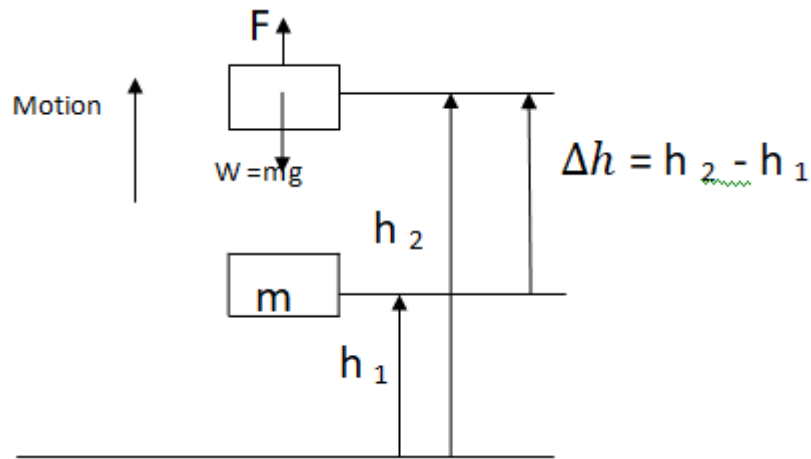 F
Motion
W =mg
Δh = h 2 - h 1
h 2
m
h 1